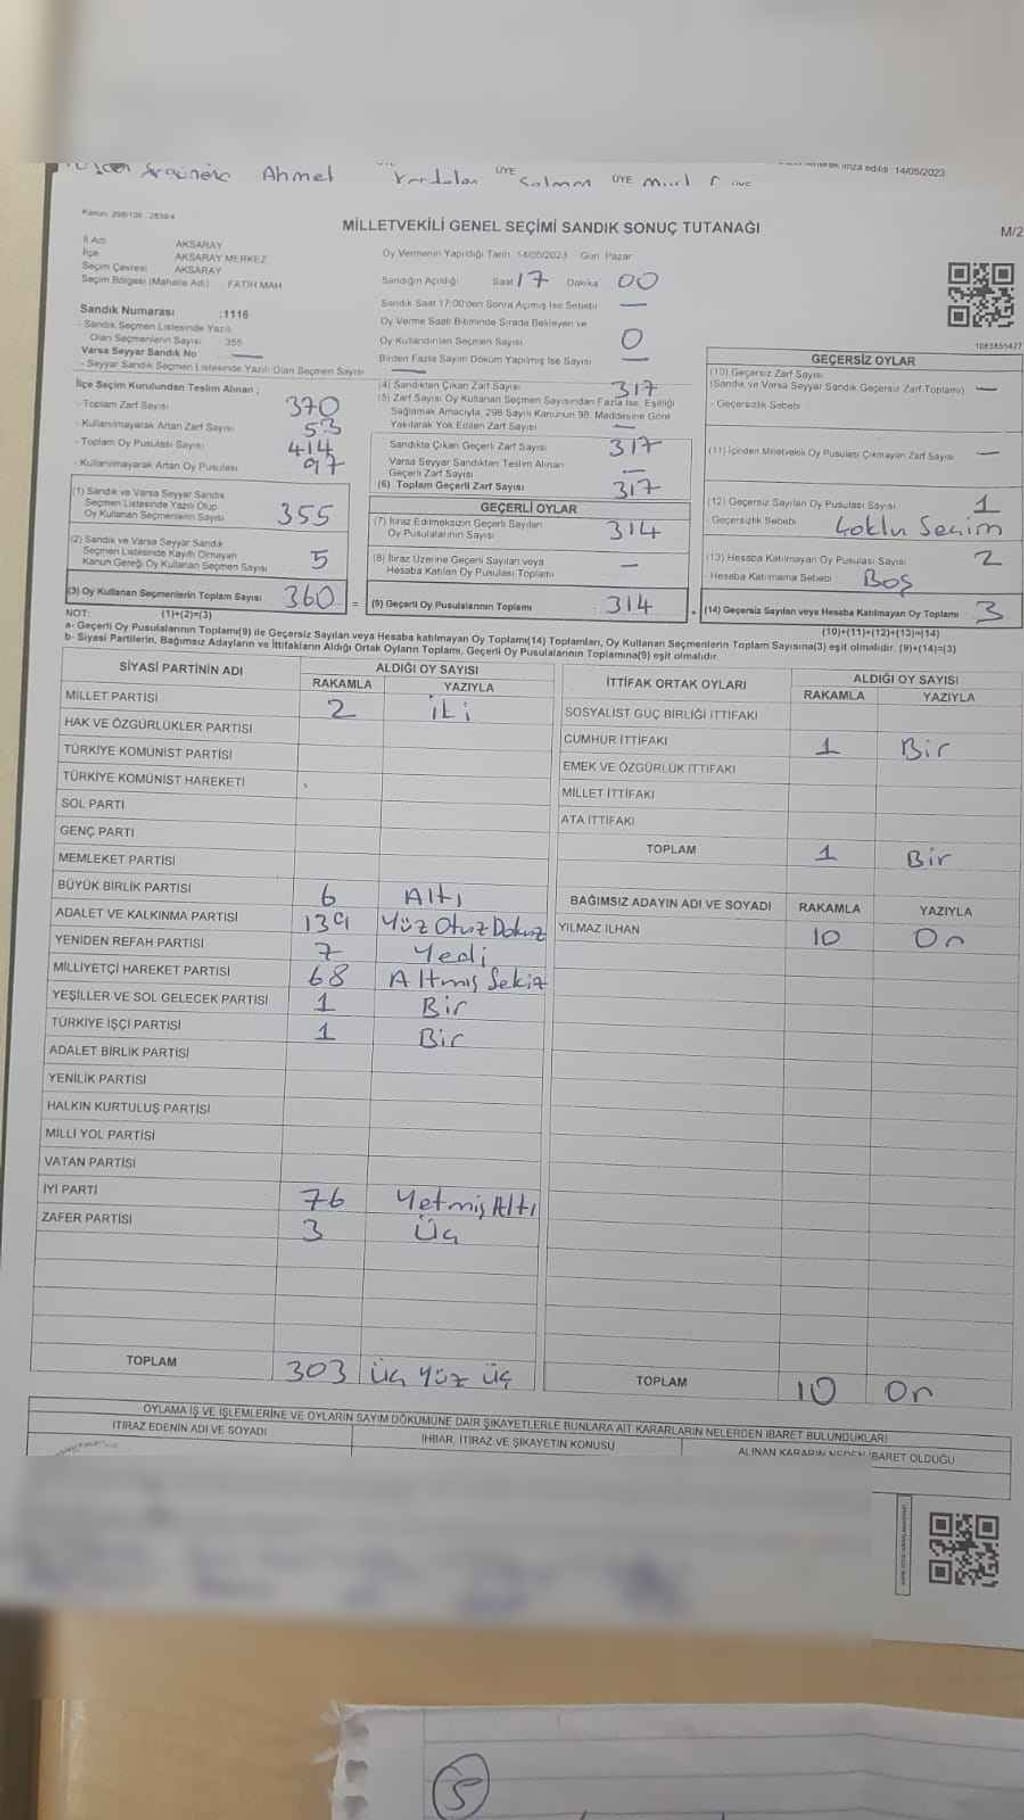 Ahmet ÜYE Salman ÜYE
14/05/2023
MİLLETVEKİLİ GENEL SEÇİMİ SANDIK SONUÇ TUTANAĞI
M/2
İl Adı AKSARAY
İlçe AKSARAY MERKEZ
Seçim Çevresi AKSARAY
Seçim Bölgesi (Mahalle Adı) FATİH MAH
Sandık Numarası :1116
- Sandık Seçmen Listesinde Yazılı
Olan Seçmenlerin Sayısı 355
Varsa Seyyar Sandık No —
- Seyyar Sandık Seçmen Listesinde Yazılı Olan Seçmen Sayısı —
Oy Vermenin Yapıldığı Tarih 14/05/2023 Gün Pazar
Sandığın Açıldığı Saat 17 Dakika 00
Sandık Saat 17:00'den Sonra Açılmış İse Sebebi —
Oy Verme Saati Bitiminde Sırada Bekleyen ve
Oy Kullandırılan Seçmen Sayısı 0
Birden Fazla Sayım Döküm Yapılmış İse Sayısı —
1083855427
İlçe Seçim Kurulundan Teslim Alınan ;
- Toplam Zarf Sayısı 370
- Kullanılmayarak Artan Zarf Sayısı 53
- Toplam Oy Pusulası Sayısı 414
- Kullanılmayarak Artan Oy Pusulası 97
(1) Sandık ve Varsa Seyyar Sandık
Seçmen Listesinde Yazılı Olup
Oy Kullanan Seçmenlerin Sayısı 355
(2) Sandık ve Varsa Seyyar Sandık
Seçmen Listesinde Kayıtlı Olmayan
Kanun Gereği Oy Kullanan Seçmen Sayısı 5
(3) Oy Kullanan Seçmenlerin Toplam Sayısı 360 =
(4) Sandıktan Çıkan Zarf Sayısı 317
(5) Zarf Sayısı Oy Kullanan Seçmen Sayısından Fazla İse, Eşitliği
Sağlamak Amacıyla, 298 Sayılı Kanunun 98. Maddesine Göre
Yakılarak Yok Edilen Zarf Sayısı —
Sandıkta Çıkan Geçerli Zarf Sayısı 317
Varsa Seyyar Sandıktan Teslim Alınan
Geçerli Zarf Sayısı —
(6) Toplam Geçerli Zarf Sayısı 317
GEÇERLİ OYLAR
(7) İtiraz Edilmeksizin Geçerli Sayılan
Oy Pusulalarının Sayısı 314
(8) İtiraz Üzerine Geçerli Sayılan veya
Hesaba Katılan Oy Pusulası Toplamı —
(9) Geçerli Oy Pusulalarının Toplamı 314
GEÇERSİZ OYLAR
(10) Geçersiz Zarf Sayısı
(Sandık ve Varsa Seyyar Sandık Geçersiz Zarf Toplamı) —
- Geçersizlik Sebebi
(11) İçinden Milletvekili Oy Pusulası Çıkmayan Zarf Sayısı —
(12) Geçersiz Sayılan Oy Pusulası Sayısı 1
Geçersizlik Sebebi Çoklu Seçim
(13) Hesaba Katılmayan Oy Pusulası Sayısı 2
- Hesaba Katılmama Sebebi Boş
(14) Geçersiz Sayılan veya Hesaba Katılmayan Oy Toplamı 3
NOT: (1)+(2)=(3) (10)+(11)+(12)+(13)=(14)
a- Geçerli Oy Pusulalarının Toplamı(9) ile Geçersiz Sayılan veya Hesaba katılmayan Oy Toplamı(14) Toplamları, Oy Kullanan Seçmenlerin Toplam Sayısına(3) eşit olmalıdır. (9)+(14)=(3)
b- Siyasi Partilerin, Bağımsız Adayların ve İttifakların Aldığı Ortak Oyların Toplamı, Geçerli Oy Pusulalarının Toplamına(9) eşit olmalıdır.
SİYASİ PARTİNİN ADI ALDIĞI OY SAYISI
RAKAMLA YAZIYLA
MİLLET PARTİSİ 2 iki
HAK VE ÖZGÜRLÜKLER PARTİSİ
TÜRKİYE KOMÜNİST PARTİSİ
TÜRKİYE KOMÜNİST HAREKETİ
SOL PARTİ
GENÇ PARTİ
MEMLEKET PARTİSİ
BÜYÜK BİRLİK PARTİSİ 6 Altı
ADALET VE KALKINMA PARTİSİ 139 Yüz Otuz Dokuz
YENİDEN REFAH PARTİSİ 7 Yedi
MİLLİYETÇİ HAREKET PARTİSİ 68 Altmış Sekiz
YEŞİLLER VE SOL GELECEK PARTİSİ 1 Bir
TÜRKİYE İŞÇİ PARTİSİ 1 Bir
ADALET BİRLİK PARTİSİ
YENİLİK PARTİSİ
HALKIN KURTULUŞ PARTİSİ
MİLLİ YOL PARTİSİ
VATAN PARTİSİ
İYİ PARTİ 76 Yetmiş Altı
ZAFER PARTİSİ 3 Üç
TOPLAM 303 Üç Yüz üç
İTTİFAK ORTAK OYLARI ALDIĞI OY SAYISI
RAKAMLA YAZIYLA
SOSYALİST GÜÇ BİRLİĞİ İTTİFAKI
CUMHUR İTTİFAKI 1 Bir
EMEK VE ÖZGÜRLÜK İTTİFAKI
MİLLET İTTİFAKI
ATA İTTİFAKI
TOPLAM 1 Bir
BAĞIMSIZ ADAYIN ADI VE SOYADI RAKAMLA YAZIYLA
YILMAZ İLHAN 10 On
TOPLAM 10 On
OYLAMA İŞ VE İŞLEMLERİNE VE OYLARIN SAYIM DÖKÜMÜNE DAİR ŞİKAYETLERLE BUNLARA AİT KARARLARIN NELERDEN İBARET BULUNDUKLARI
İTİRAZ EDENİN ADI VE SOYADI
İHBAR, İTİRAZ VE ŞİKAYETİN KONUSU
ALINAN KARARIN NEDEN İBARET OLDUĞU
5